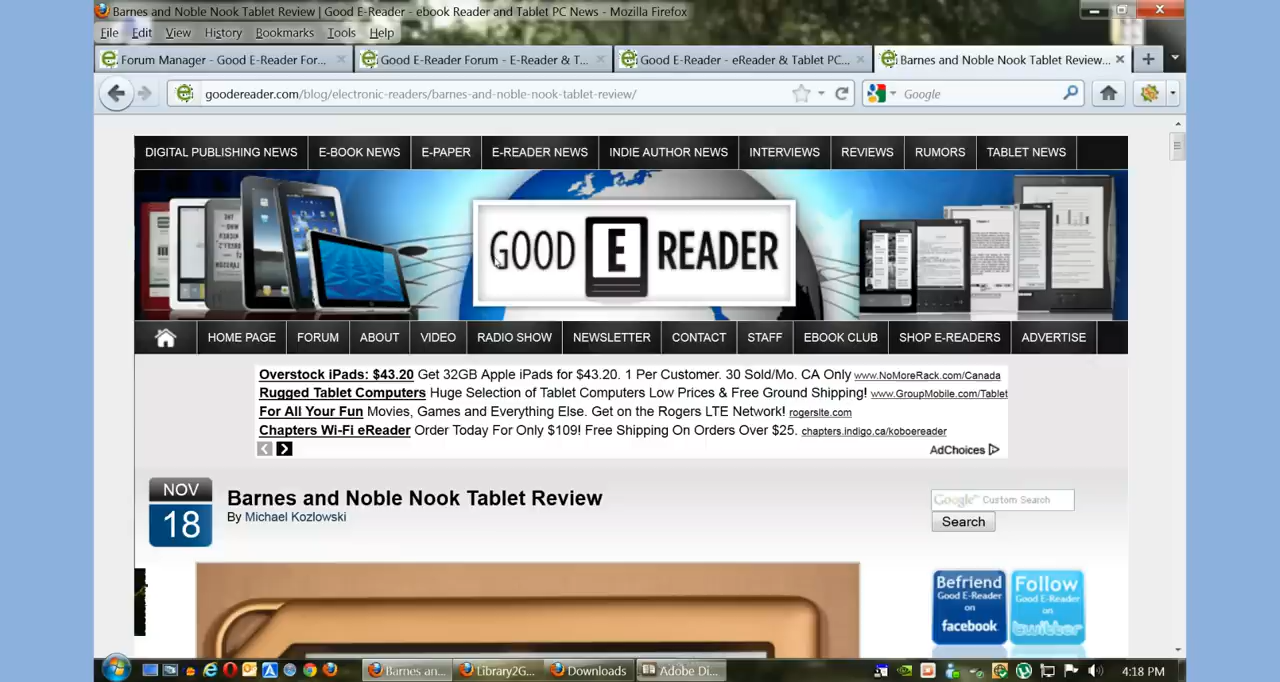 Barnes and Noble Nook Tablet Review | Good E-Reader - ebook Reader and Tablet PC News - Mozilla Firefox
File Edit View History Bookmarks Tools Help
Forum Manager - Good E-Reader For... Good E-Reader Forum - E-Reader & T... Good E-Reader - eReader & Tablet PC... Barnes and Noble Nook Tablet Review...
goodereader.com/blog/electronic-readers/barnes-and-noble-nook-tablet-review/ Google
DIGITAL PUBLISHING NEWS E-BOOK NEWS E-PAPER E-READER NEWS INDIE AUTHOR NEWS INTERVIEWS REVIEWS RUMORS TABLET NEWS
GOOD E READER
HOME PAGE FORUM ABOUT VIDEO RADIO SHOW NEWSLETTER CONTACT STAFF EBOOK CLUB SHOP E-READERS ADVERTISE
Overstock iPads: $43.20 Get 32GB Apple iPads for $43.20. 1 Per Customer. 30 Sold/Mo. CA Only www.NoMoreRack.com/Canada
Rugged Tablet Computers Huge Selection of Tablet Computers Low Prices & Free Ground Shipping! www.GroupMobile.com/Tablet
For All Your Fun Movies, Games and Everything Else. Get on the Rogers LTE Network! rogersite.com
Chapters Wi-Fi eReader Order Today For Only $109! Free Shipping On Orders Over $25. chapters.indigo.ca/koboereader
AdChoices
NOV
18
Barnes and Noble Nook Tablet Review
By Michael Kozlowski
Google Custom Search
Search
Befriend
Good E-Reader
on
facebook
Follow
Good E-Reader
on
twitter
Barnes an... Library2G... Downloads Adobe Di... 4:18 PM